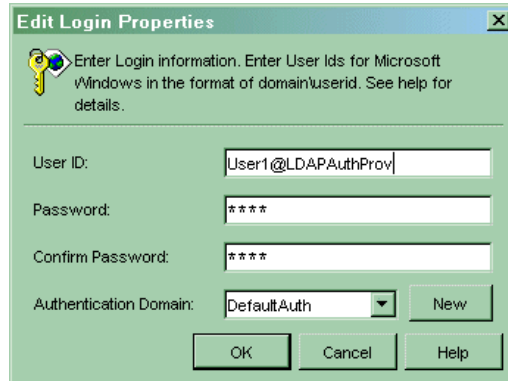 Edit Login Properties
Enter Login information. Enter User Ids for Microsoft
Windows in the format of domain\userid. See help for
details.
User ID: User1@LDAPAuthProv
Password: ****
Confirm Password: ****
Authentication Domain: DefaultAuth New
OK Cancel Help